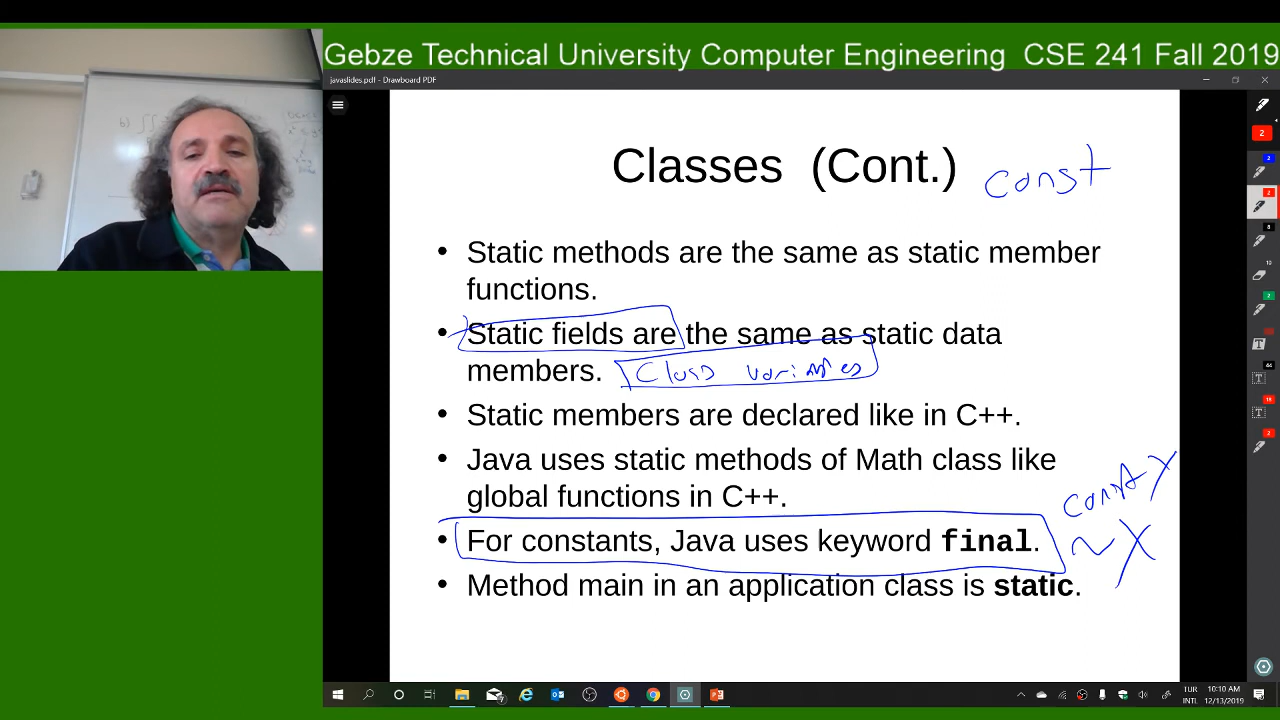 Gebze Technical University Computer Engineering CSE 241 Fall 2019
javaslides.pdf - Drawboard PDF
Classes (Cont.) const
• Static methods are the same as static member
functions.
• Static fields are the same as static data
members. Class variables
• Static members are declared like in C++.
• Java uses static methods of Math class like
global functions in C++.
const
• For constants, Java uses keyword final.
• Method main in an application class is static.
TUR
INTL
10:10 AM
12/13/2019